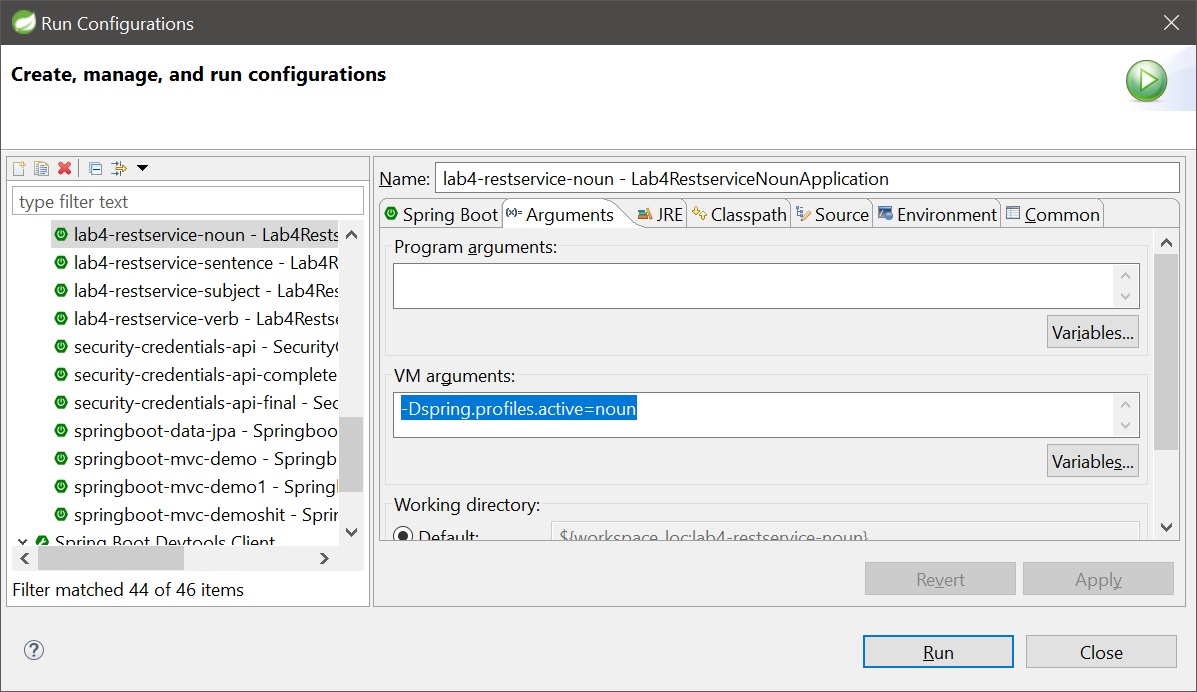 Run Configurations
Create, manage, and run configurations
type filter text
lab4-restservice-noun - Lab4Rests
lab4-restservice-sentence - Lab4R
lab4-restservice-subject - Lab4Res
lab4-restservice-verb - Lab4Restse
security-credentials-api - Security
security-credentials-api-complete
security-credentials-api-final - Sec
springboot-data-jpa - Springboo
springboot-mvc-demo - Springb
springboot-mvc-demo1 - Spring
springboot-mvc-demoshit - Sprin
Spring Boot Devtools Client
Filter matched 44 of 46 items
Name: lab4-restservice-noun - Lab4RestserviceNounApplication
Spring Boot (x)= Arguments JRE Classpath Source Environment Common
Program arguments:
Variables...
VM arguments:
-Dspring.profiles.active=noun
Variables...
Working directory:
Default: ${workspace_loc:lab4-restservice-noun}
Revert Apply
? Run Close